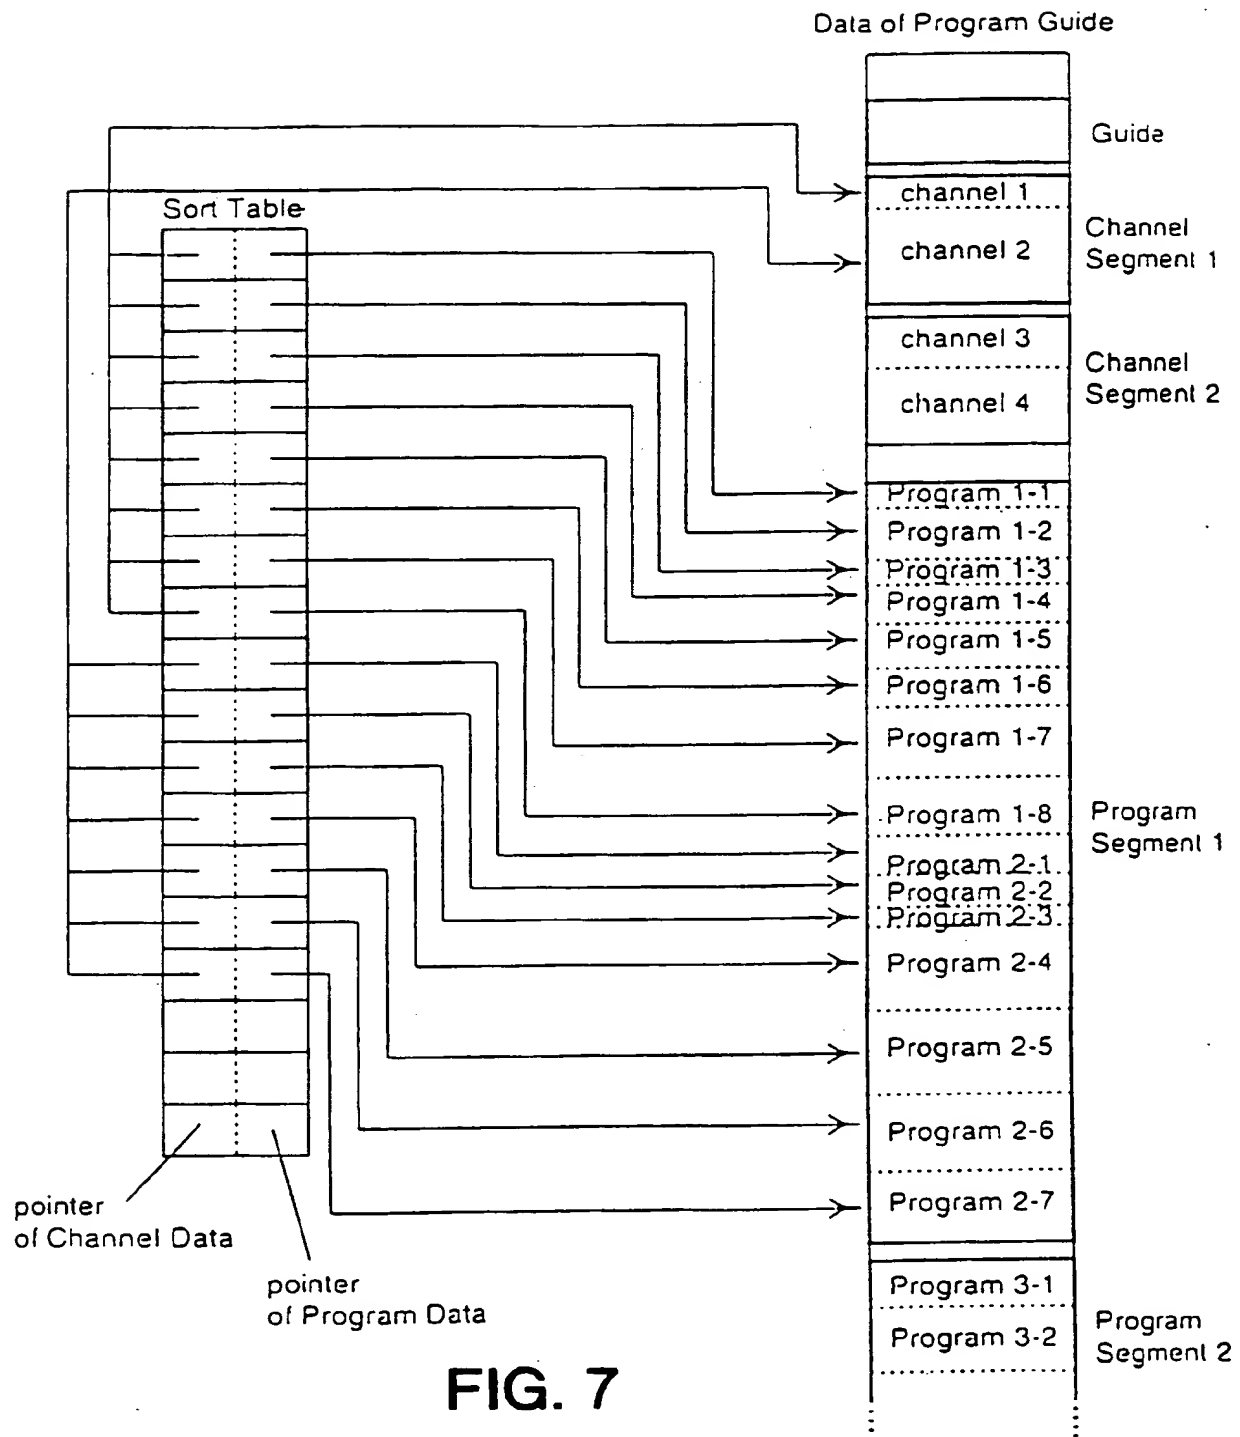 Data of Program Guide
Guide
Sort Table
channel 1
channel 2
Channel
Segment 1
channel 3
channel 4
Channel
Segment 2
Program 1-1
Program 1-2
Program 1-3
Program 1-4
Program 1-5
Program 1-6
Program 1-7
Program 1-8
Program 2-1
Program 2-2
Program 2-3
Program 2-4
Program 2-5
Program 2-6
Program 2-7
Program
Segment 1
pointer
of Channel Data
pointer
of Program Data
Program 3-1
Program 3-2
Program
Segment 2
FIG. 7